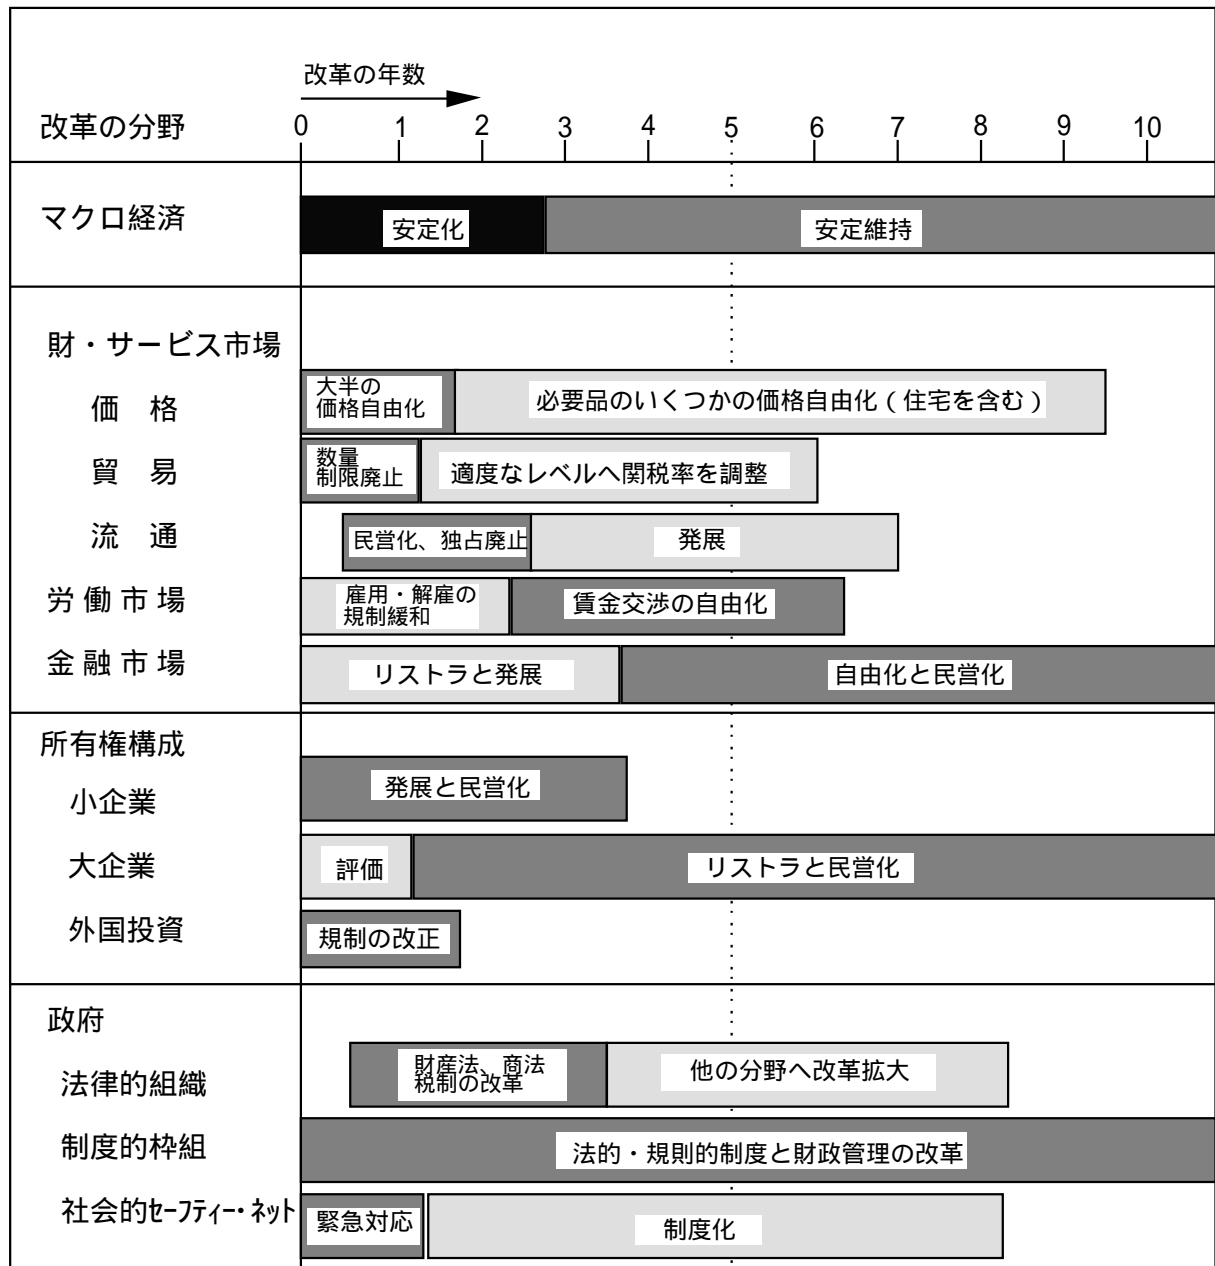 改革の年数
改革の分野
0 1 2 3 4 5 6 7 8 9 10
マクロ経済
安定化
安定維持
財・サービス市場
価　格
大半の
価格自由化
必要品のいくつかの価格自由化（住宅を含む）
貿　易
数量
制限廃止
適度なレベルへ関税率を調整
流　通
民営化、独占廃止
発展
労働市場
雇用・解雇の
規制緩和
賃金交渉の自由化
金融市場
リストラと発展
自由化と民営化
所有権構成
小企業
発展と民営化
大企業
評価
リストラと民営化
外国投資
規制の改正
政府
法律的組織
財産法、商法
税制の改革
他の分野へ改革拡大
制度的枠組
法的・規則的制度と財政管理の改革
社会的ｾｰﾌﾃｨｰ･ﾈｯﾄ
緊急対応
制度化